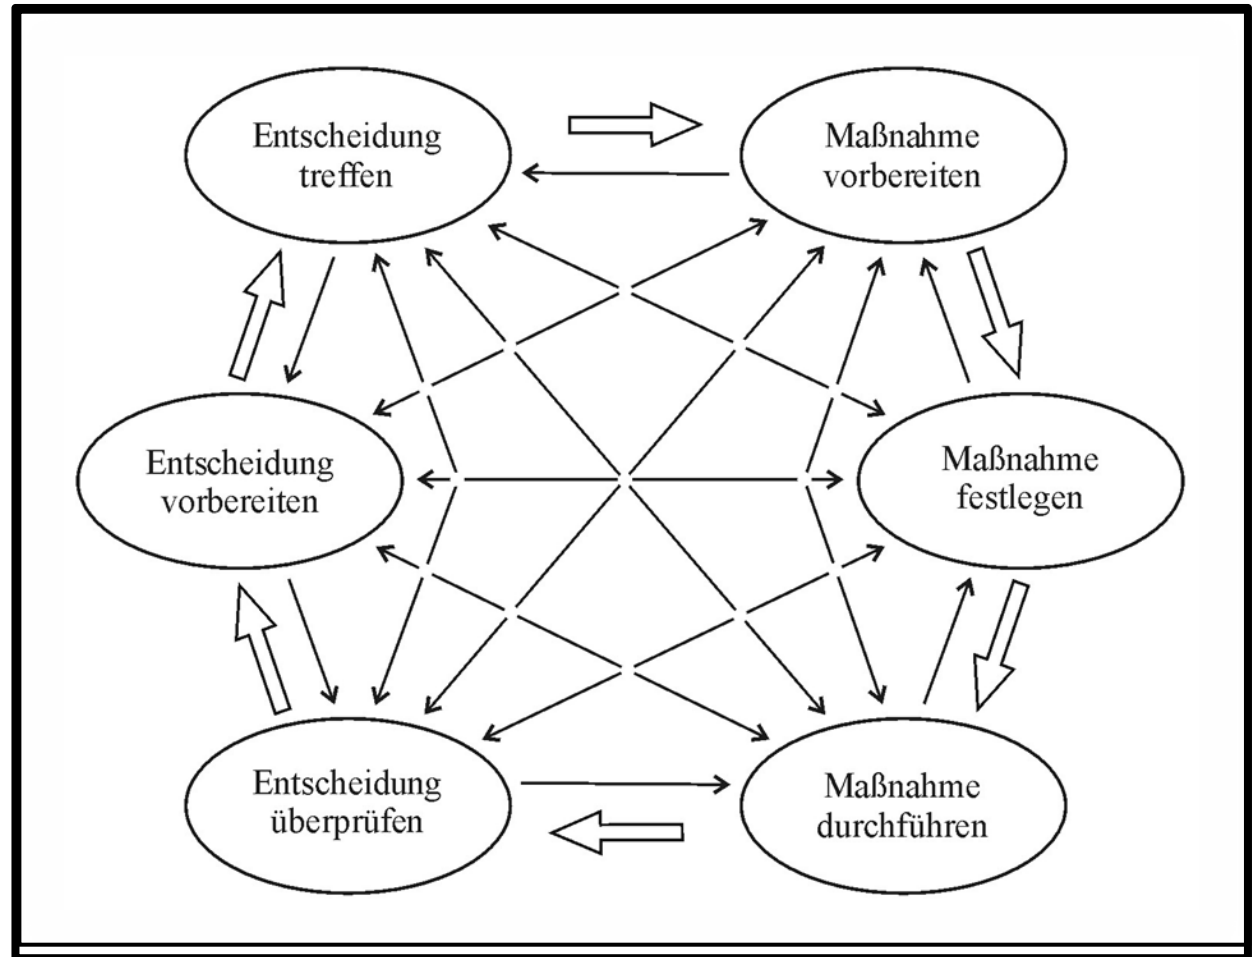 Entscheidung
treffen
Maßnahme
vorbereiten
Entscheidung
vorbereiten
Maßnahme
festlegen
Entscheidung
überprüfen
Maßnahme
durchführen